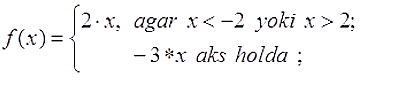 f(x) = { 2 · x, agar x < −2 yoki x > 2;
− 3 * x aks holda ;